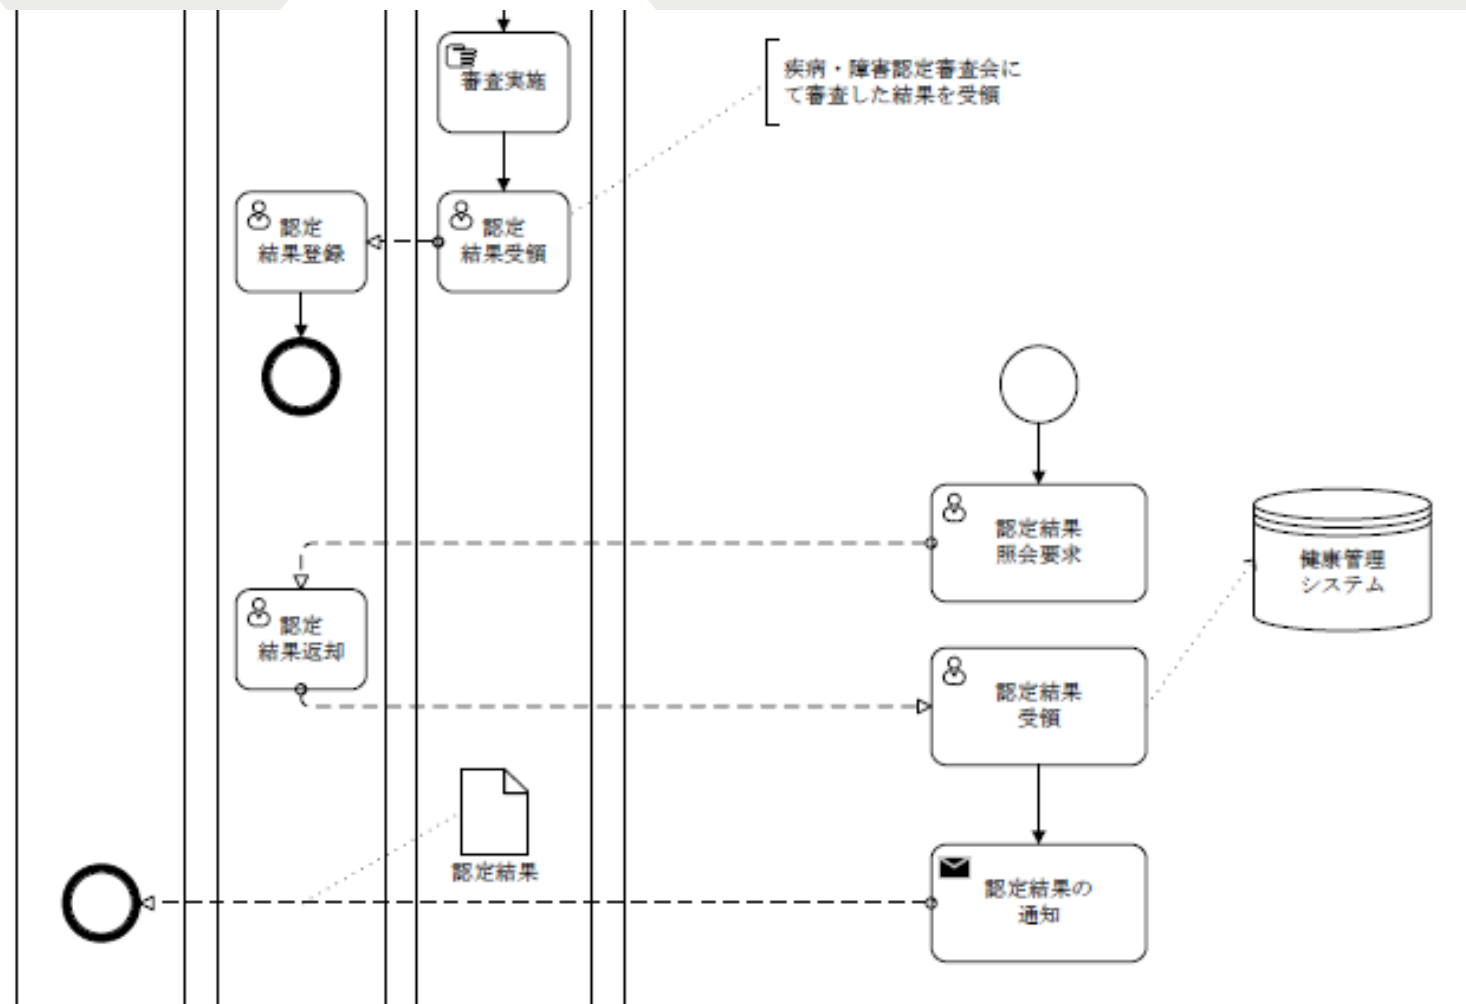 審査実施
疾病・障害認定審査会に
て審査した結果を受領
認定
結果登録
認定
結果受領
認定結果
照会要求
健康管理
システム
認定
結果返却
認定結果
受領
認定結果
認定結果の
通知